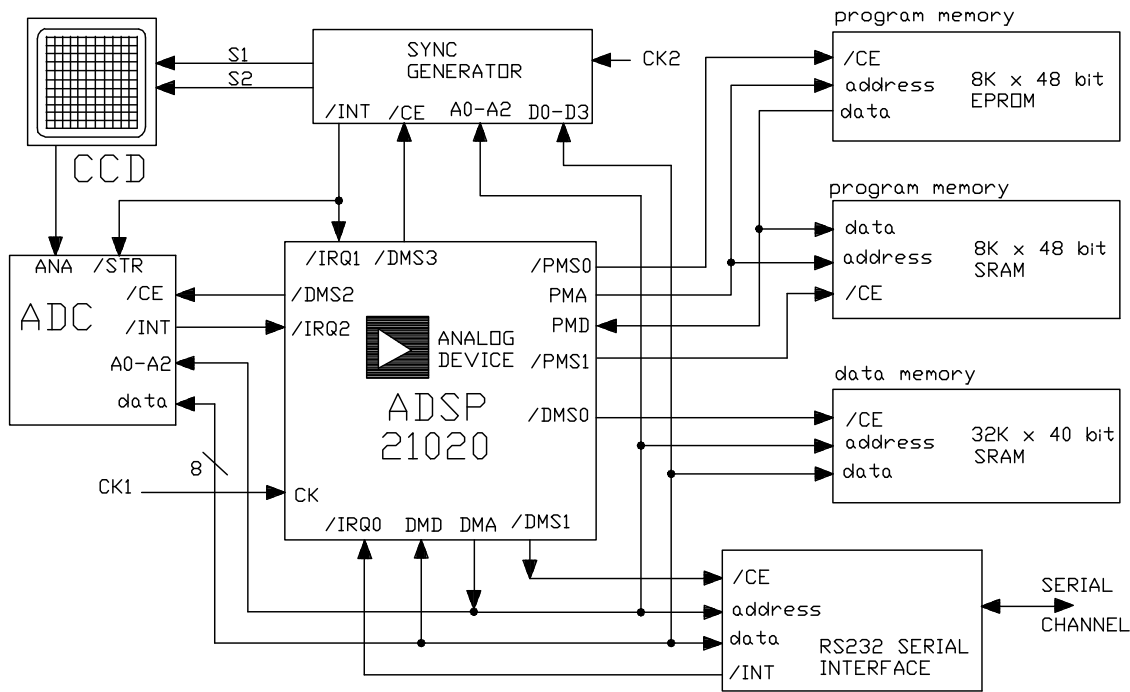 program memory
/CE
address
data
8K x 48 bit
EPROM
S1
S2
SYNC
GENERATOR
CK2
/INT
/CE
A0-A2
D0-D3
CCD
program memory
data
address
/CE
8K x 48 bit
SRAM
ANA
/STR
ADC
/CE
/INT
A0-A2
data
8
CK1
/IRQ1
/DMS3
/DMS2
/IRQ2
ANALOG
DEVICE
ADSP
21020
/PMS0
PMA
PMD
/PMS1
/DMS0
CK
/IRQ0
DMD
DMA
/DMS1
data memory
/CE
address
data
32K x 40 bit
SRAM
/CE
address
data
/INT
RS232 SERIAL
INTERFACE
SERIAL
CHANNEL